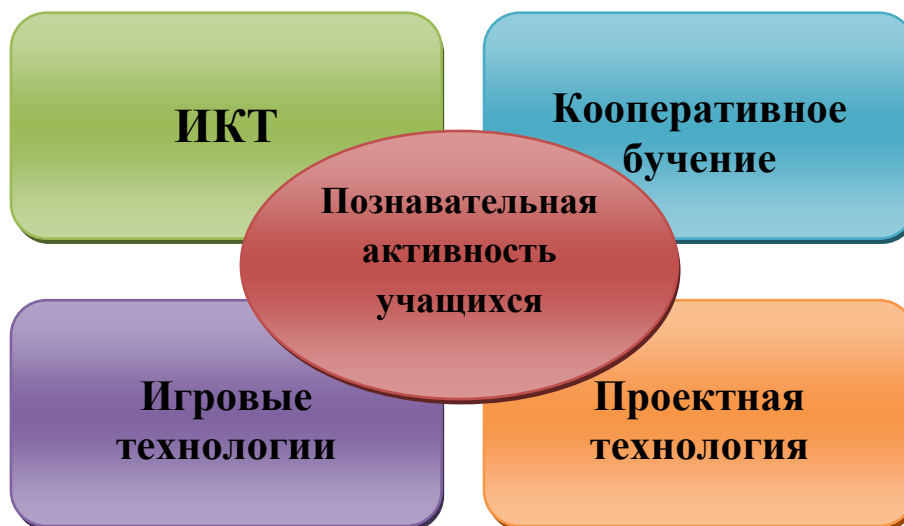 ИКТ
Кооперативное
бучение
Познавательная
активность
учащихся
Игровые
технологии
Проектная
технология